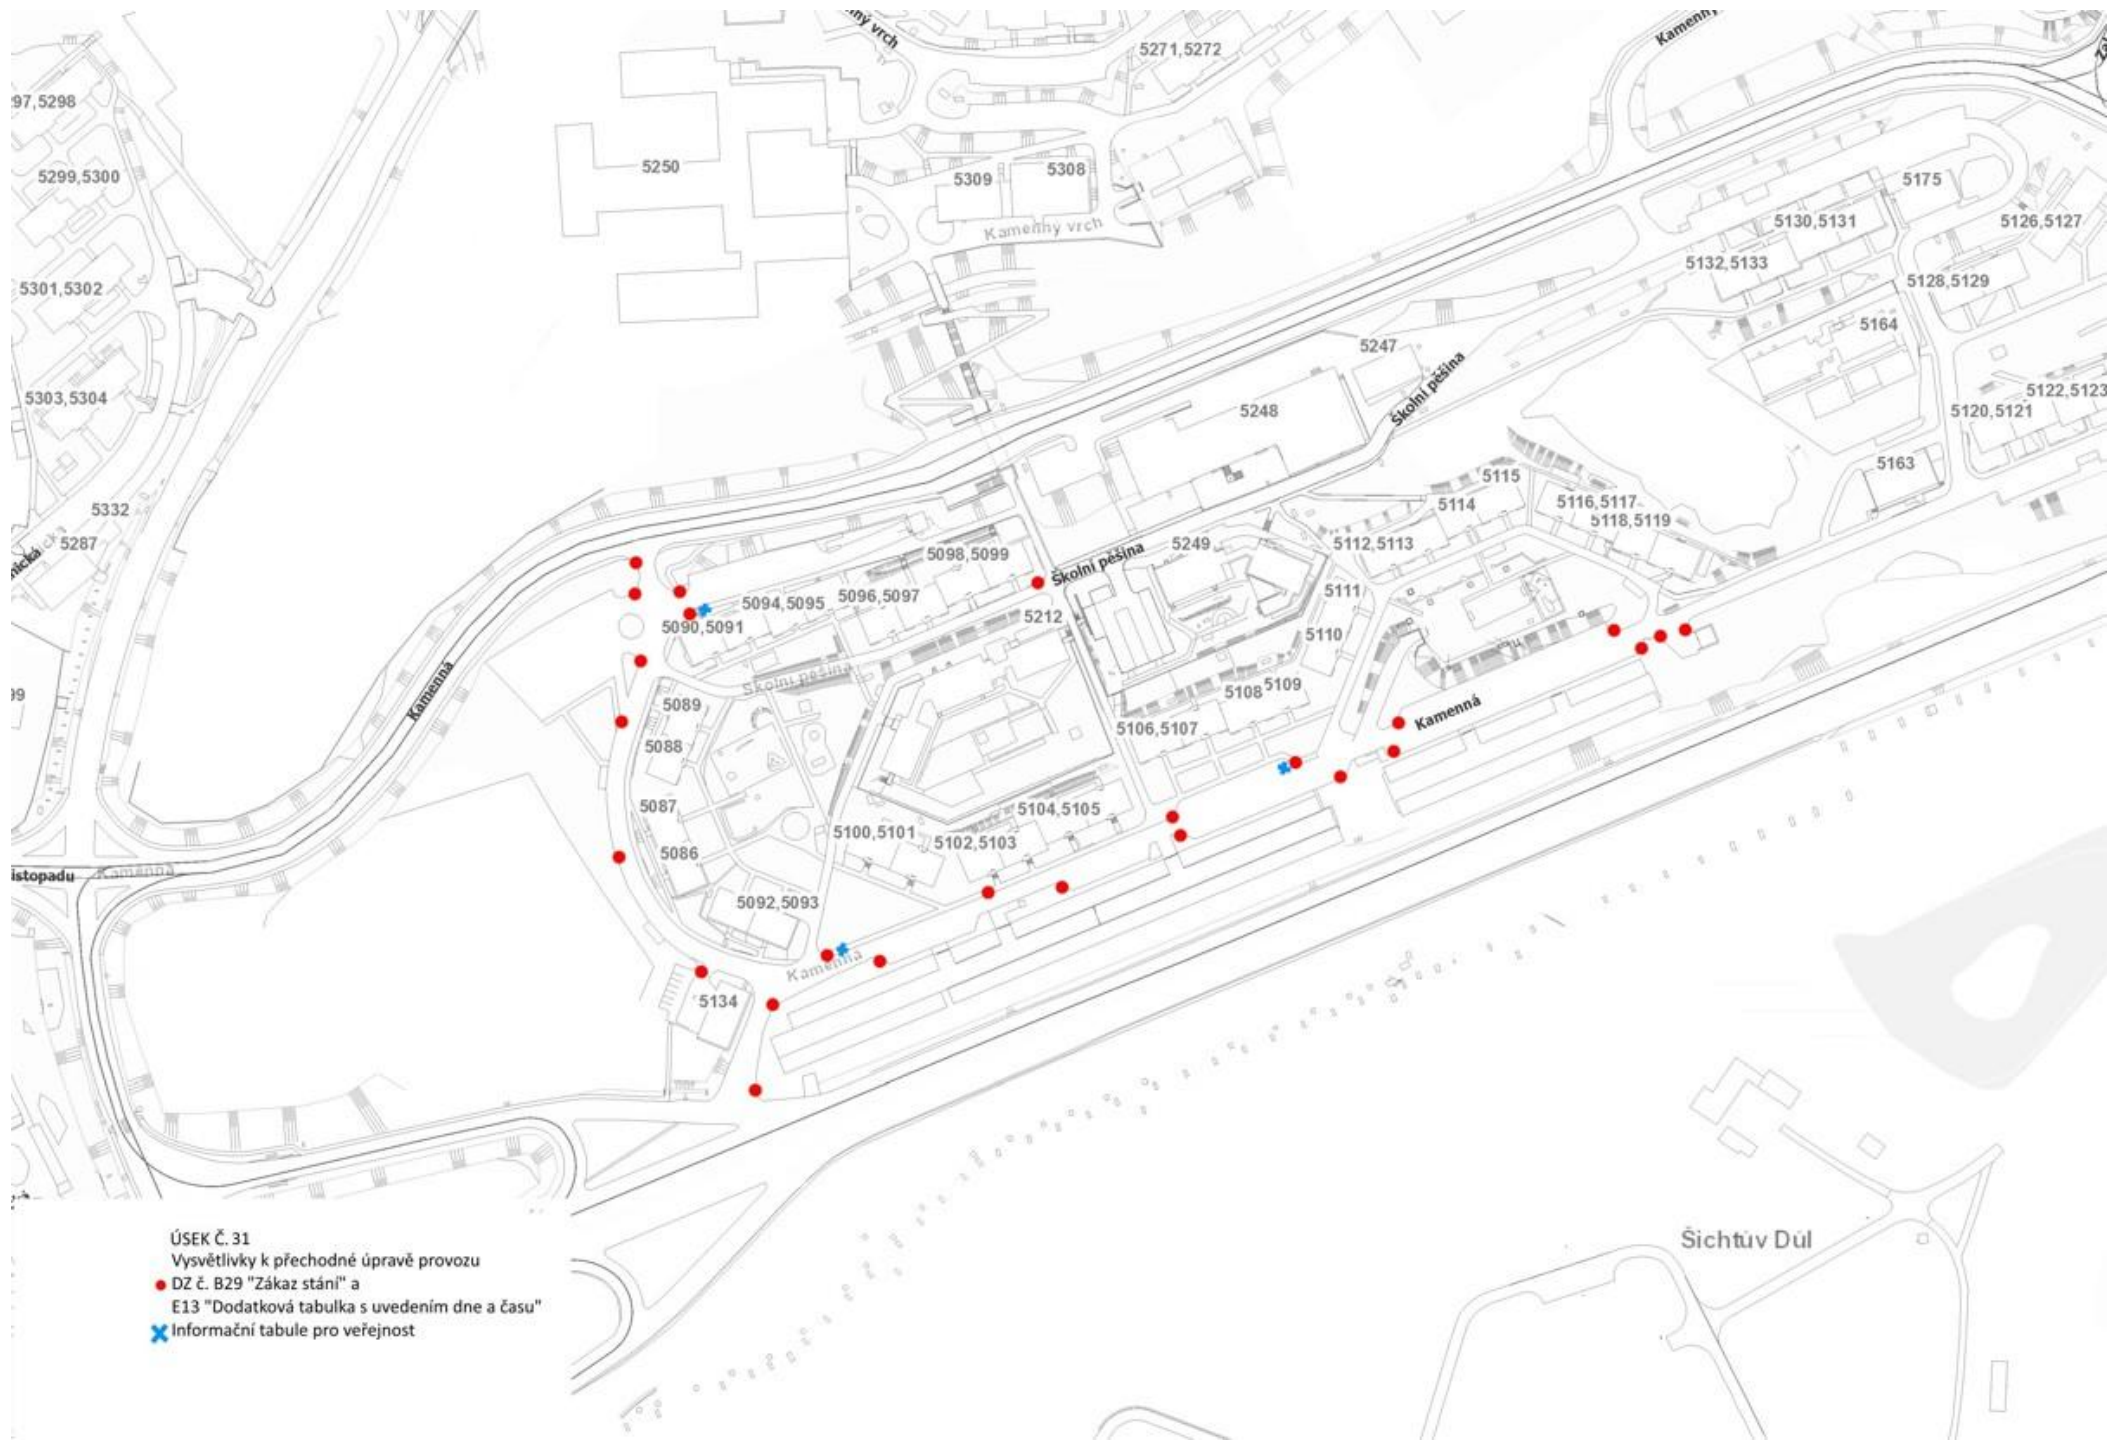 Kamenný
5271,5272
5250
5309
5308
Kamenný vrch
5299,5300
5301,5302
5303,5304
5332
5287
5175
5130,5131
5126,5127
5132,5133
5128,5129
5164
5247
Školní pěšina
5248
5122,5123
5120,5121
5163
5115
5114
5116,5117
5118,5119
5112,5113
5249
5098,5099
Školní pěšina
5096,5097
5094,5095
5090,5091
5212
5111
5110
5109
5108
5106,5107
Kamenná
Kamenná
Školní pěšina
5089
5088
5087
5086
5104,5105
5100,5101
5102,5103
5092,5093
Kamenná
istopadu
Kamenná
5134
Šichtův Důl
ÚSEK Č. 31
Vysvětlivky k přechodné úpravě provozu
DZ č. B29 "Zákaz stání" a
E13 "Dodatková tabulka s uvedením dne a času"
Informační tabule pro veřejnost